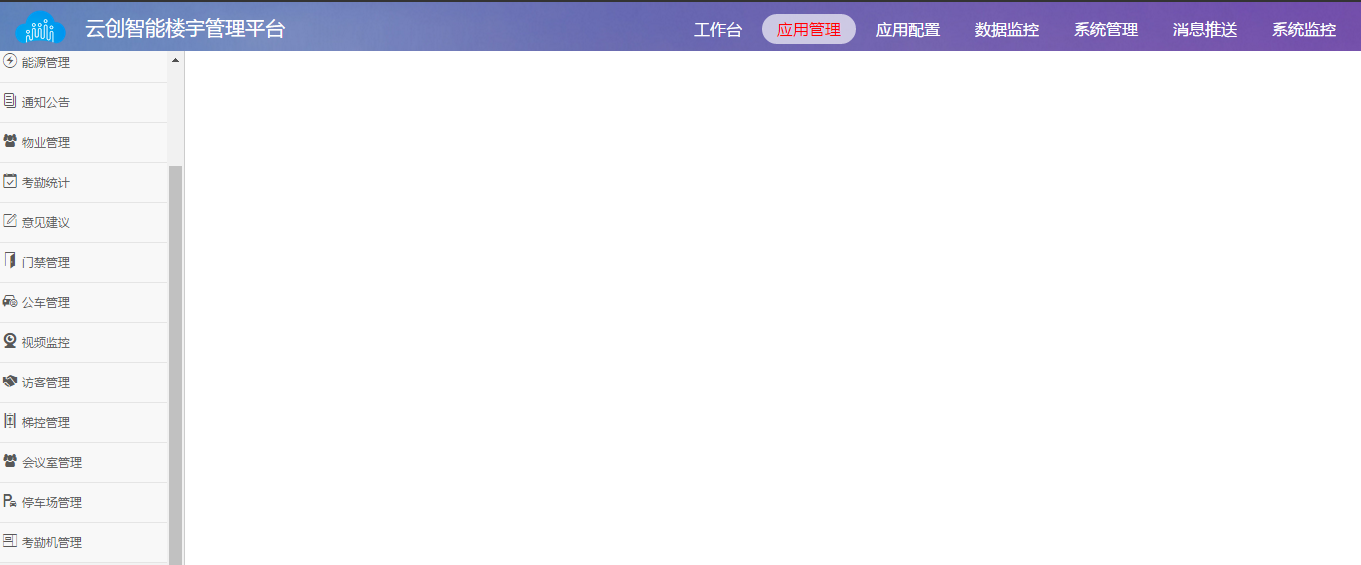 云创智能楼宇管理平台
工作台 应用管理 应用配置 数据监控 系统管理 消息推送 系统监控
能源管理
通知公告
物业管理
考勤统计
意见建议
门禁管理
公车管理
视频监控
访客管理
梯控管理
会议室管理
停车场管理
考勤机管理